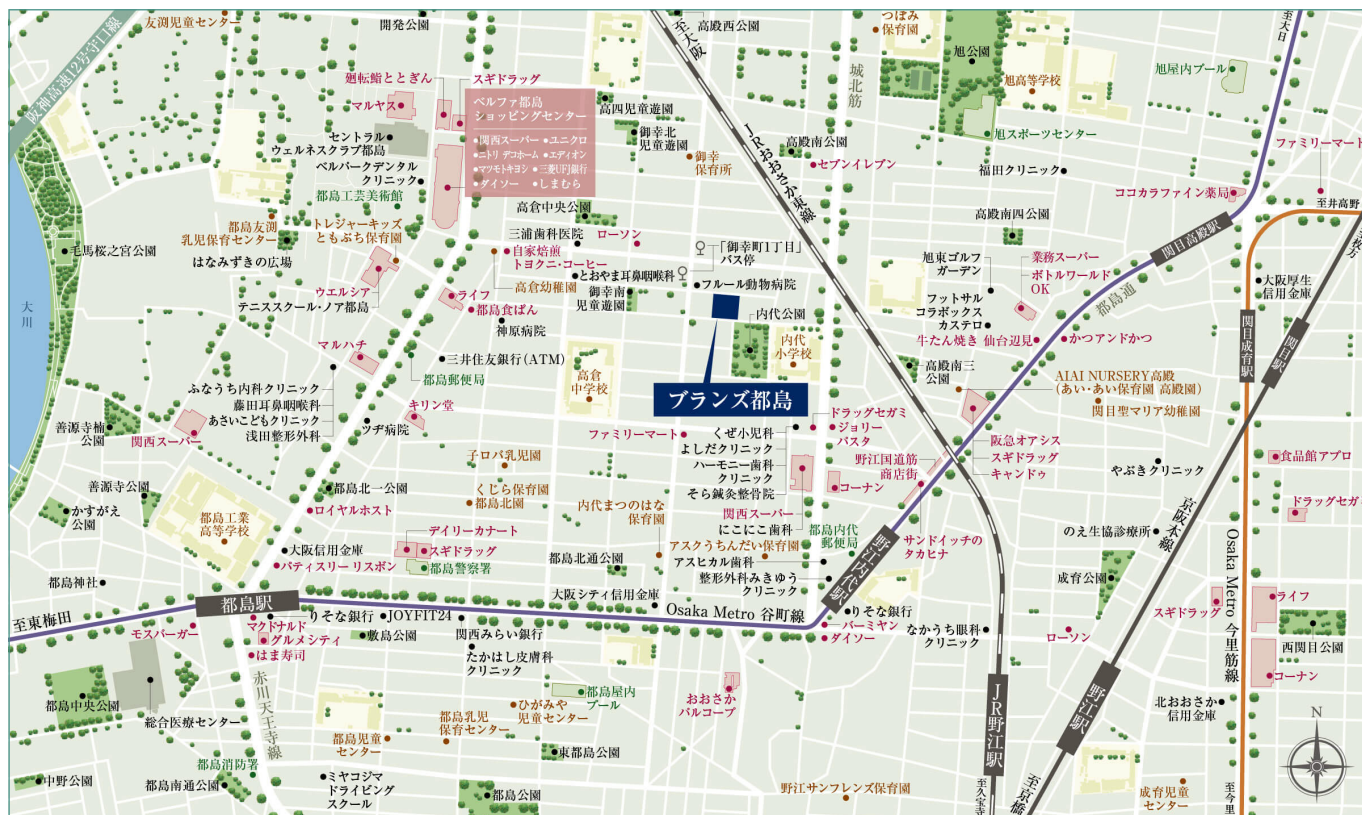 阪神高速12号守口線
友渕児童センター
開発公園
高殿西公園
至大阪
つぼみ
保育園
城北筋
旭公園
旭高等学校
旭屋内プール
至大日
廻転鮨ととぎん
スギドラッグ
マルヤス
ベルファ都島
ショッピングセンター
関西スーパー
ユニクロ
ニトリ デコホーム
エディオン
マツモトキヨシ
三菱UFJ銀行
ダイソー
しまむら
高四児童遊園
御幸北
児童遊園
御幸
保育所
JRおおさか東線
高殿南公園
セブンイレブン
旭スポーツセンター
福田クリニック
ファミリーマート
ココカラファイン薬局
至井高野
至枚方
セントラル
ウェルネスクラブ都島
ベルパークデンタル
クリニック
都島工芸美術館
都島友渕
乳児保育センター
トレジャーキッズ
ともぶち保育園
毛馬桜之宮公園
はなみずきの広場
大川
ウエルシア
テニススクール・ノア都島
高倉中央公園
三浦歯科医院
ローソン
自家焙煎
トヨクニ・コーヒー
高倉幼稚園
とおやま耳鼻咽喉科
「御幸町1丁目」
バス停
御幸南
児童遊園
フルール動物病院
高殿南四公園
関目高殿駅
旭東ゴルフ
ガーデン
業務スーパー
ボトルワールド
OK
都島通
フットサル
コラボックス
カステロ
大阪厚生
信用金庫
関目成育駅
関目駅
ライフ
都島食ぱん
神原病院
内代公園
内代
小学校
牛たん焼き 仙台辺見
かつアンドかつ
マルハチ
三井住友銀行(ATM)
都島郵便局
高倉
中学校
ブランズ都島
高殿南三
公園
AIAI NURSERY高殿
(あい・あい保育園 高殿園)
関目聖マリア幼稚園
ふなうち内科クリニック
藤田耳鼻咽喉科
あさいこどもクリニック
浅田整形外科
善源寺楠
公園
関西スーパー
キリン堂
ツヂ病院
ファミリーマート
くぜ小児科
よしだクリニック
ハーモニー歯科
クリニック
そら鍼灸整骨院
関西スーパー
にこにこ歯科
ドラッグセガミ
ジョリー
パスタ
コーナン
野江国道筋
商店街
阪急オアシス
スギドラッグ
キャンドゥ
やぶきクリニック
食品館アプロ
京阪本線
ドラッグセガミ
善源寺公園
かすがえ
公園
都島工業
高等学校
都島北一公園
ロイヤルホスト
子ロバ乳児園
くじら保育園
都島北園
内代まつのはな
保育園
デイリーカナート
スギドラッグ
都島警察署
大阪信用金庫
パティスリー リスボン
都島北通公園
アスクうちんだい保育園
都島内代
郵便局
アスヒカル歯科
整形外科みきゆう
クリニック
野江内代駅
サンドイッチの
タカヒナ
のえ生協診療所
成育公園
Osaka Metro 今里筋線
都島神社
都島駅
至東梅田
大阪シティ信用金庫
Osaka Metro 谷町線
モスバーガー
マクドナルド
グルメシティ
はま寿司
りそな銀行
JOYFIT24
敷島公園
関西みらい銀行
たかはし皮膚科
クリニック
りそな銀行
バーミヤン
ダイソー
なかうち眼科
クリニック
ローソン
スギドラッグ
ライフ
西関目公園
コーナン
都島中央公園
総合医療センター
赤川天王寺線
都島屋内
プール
おおさか
パルコープ
JR野江駅
野江駅
北おおさか
信用金庫
都島児童
センター
都島乳児
保育センター
ひがみや
児童センター
東都島公園
中野公園
都島消防署
都島南通公園
ミヤコジマ
ドライビング
スクール
都島公園
野江サンフレンズ保育園
至久宝寺
至京橋
成育児童
センター
至今里
N